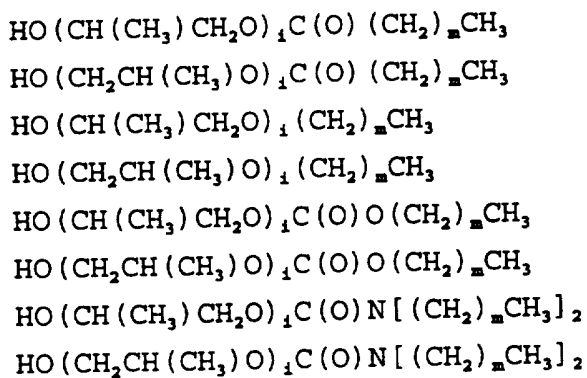 HO(CH(CH₃)CH₂O)ᵢC(O)(CH₂)ₘCH₃
HO(CH₂CH(CH₃)O)ᵢC(O)(CH₂)ₘCH₃
HO(CH(CH₃)CH₂O)ᵢ(CH₂)ₘCH₃
HO(CH₂CH(CH₃)O)ᵢ(CH₂)ₘCH₃
HO(CH(CH₃)CH₂O)ᵢC(O)O(CH₂)ₘCH₃
HO(CH₂CH(CH₃)O)ᵢC(O)O(CH₂)ₘCH₃
HO(CH(CH₃)CH₂O)ᵢC(O)N[(CH₂)ₘCH₃]₂
HO(CH₂CH(CH₃)O)ᵢC(O)N[(CH₂)ₘCH₃]₂